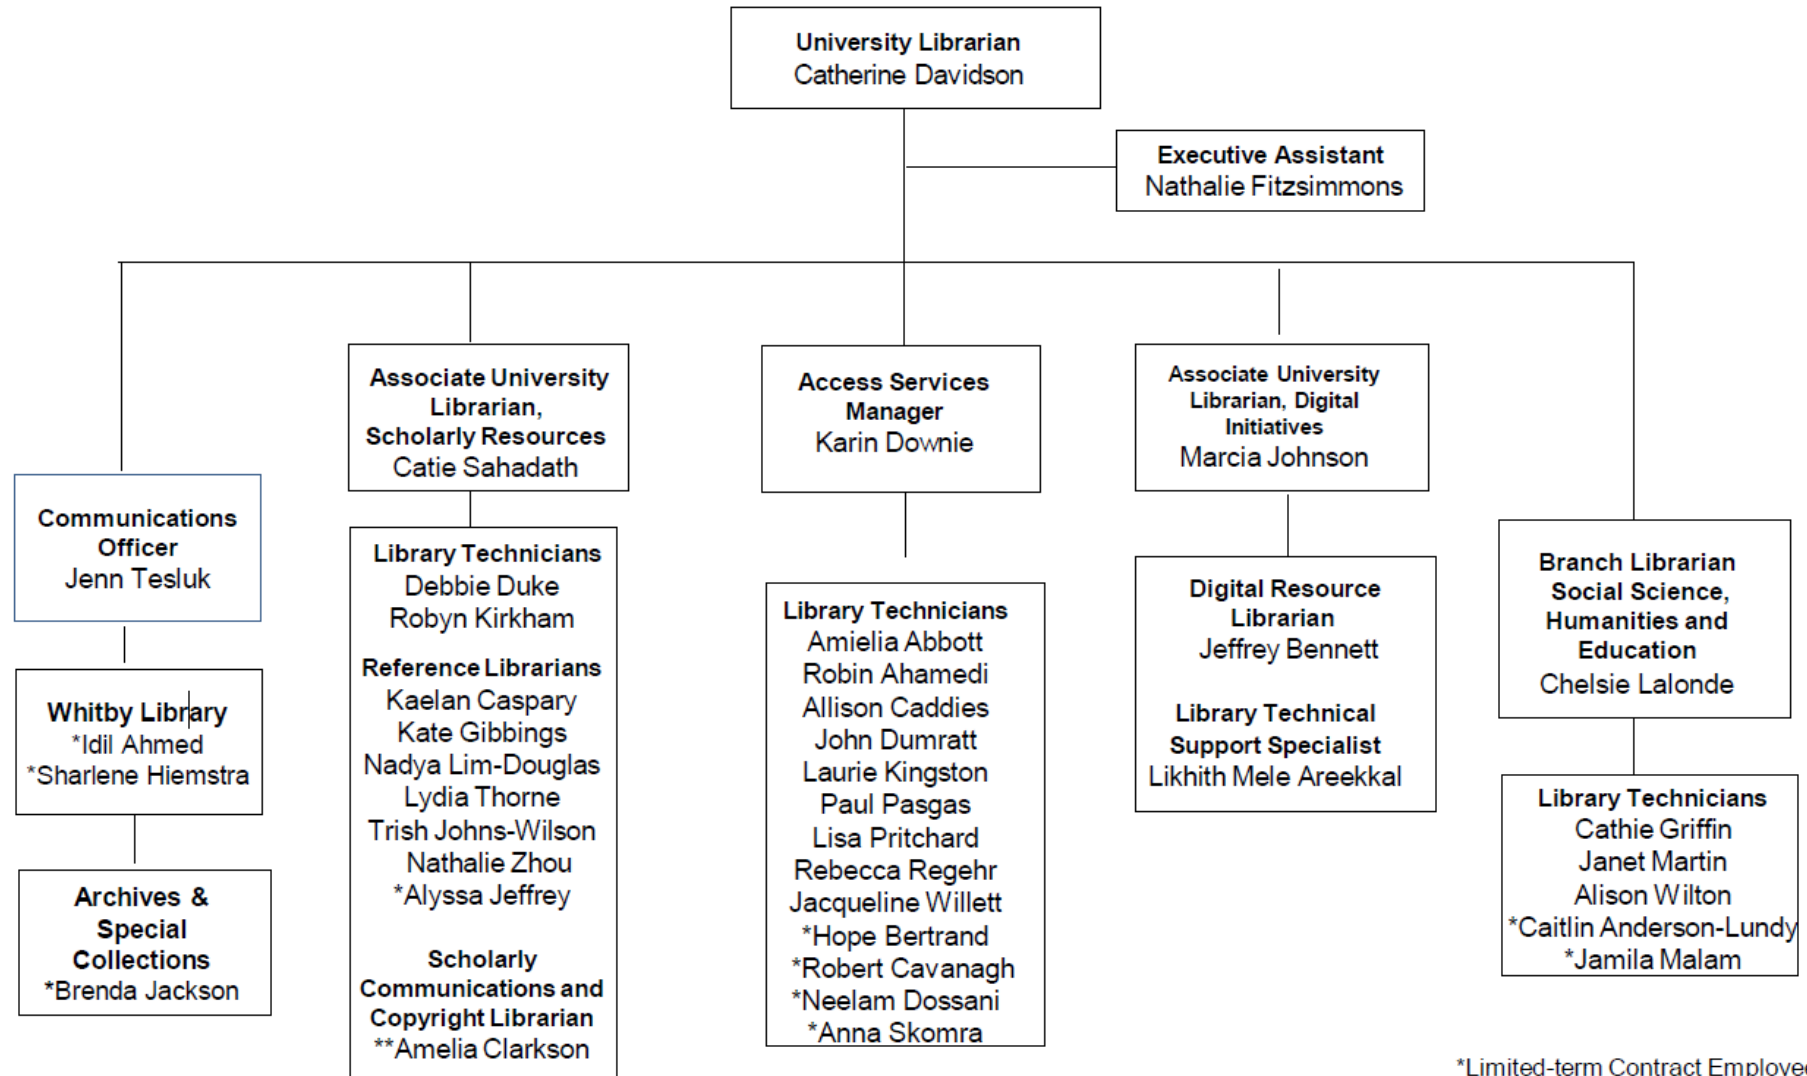 University Librarian
Catherine Davidson
Executive Assistant
Nathalie Fitzsimmons
Communications
Officer
Jenn Tesluk
Whitby Library
*Idil Ahmed
*Sharlene Hiemstra
Archives &
Special
Collections
*Brenda Jackson
Associate University
Librarian,
Scholarly Resources
Catie Sahadath
Library Technicians
Debbie Duke
Robyn Kirkham
Reference Librarians
Kaelan Caspary
Kate Gibbings
Nadya Lim-Douglas
Lydia Thorne
Trish Johns-Wilson
Nathalie Zhou
*Alyssa Jeffrey
Scholarly
Communications and
Copyright Librarian
**Amelia Clarkson
Access Services
Manager
Karin Downie
Library Technicians
Amielia Abbott
Robin Ahamedi
Allison Caddies
John Dumratt
Laurie Kingston
Paul Pasgas
Lisa Pritchard
Rebecca Regehr
Jacqueline Willett
*Hope Bertrand
*Robert Cavanagh
*Neelam Dossani
*Anna Skomra
Associate University
Librarian, Digital
Initiatives
Marcia Johnson
Digital Resource
Librarian
Jeffrey Bennett
Library Technical
Support Specialist
Likhith Mele Areekkal
Branch Librarian
Social Science,
Humanities and
Education
Chelsie Lalonde
Library Technicians
Cathie Griffin
Janet Martin
Alison Wilton
*Caitlin Anderson-Lundy
*Jamila Malam
*Limited-term Contract Employee